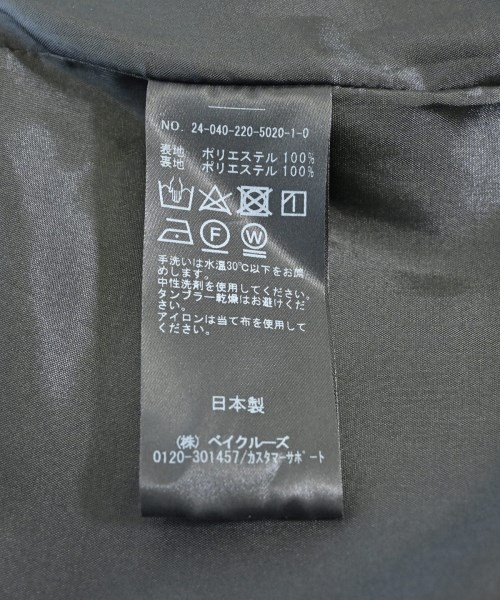 NO. 24-040-220-5020-1-0
表地 ポリエステル 100%
裏地 ポリエステル 100%
F W
手洗いは水温30℃以下をお薦
めします。
中性洗剤を使用してください。
タンブラー乾燥はお避けくだ
さい。
アイロンは当て布を使用して
ください。
日本製
(株) ベイクルーズ
0120-301457/カスタマーサポート